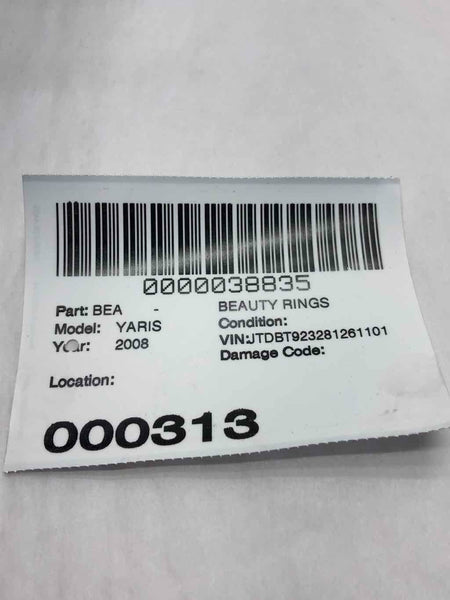 0000038835
Part: BEA - BEAUTY RINGS
Model: YARIS Condition:
Year: 2008 VIN:JTDBT923281261101
Damage Code:
Location:
000313